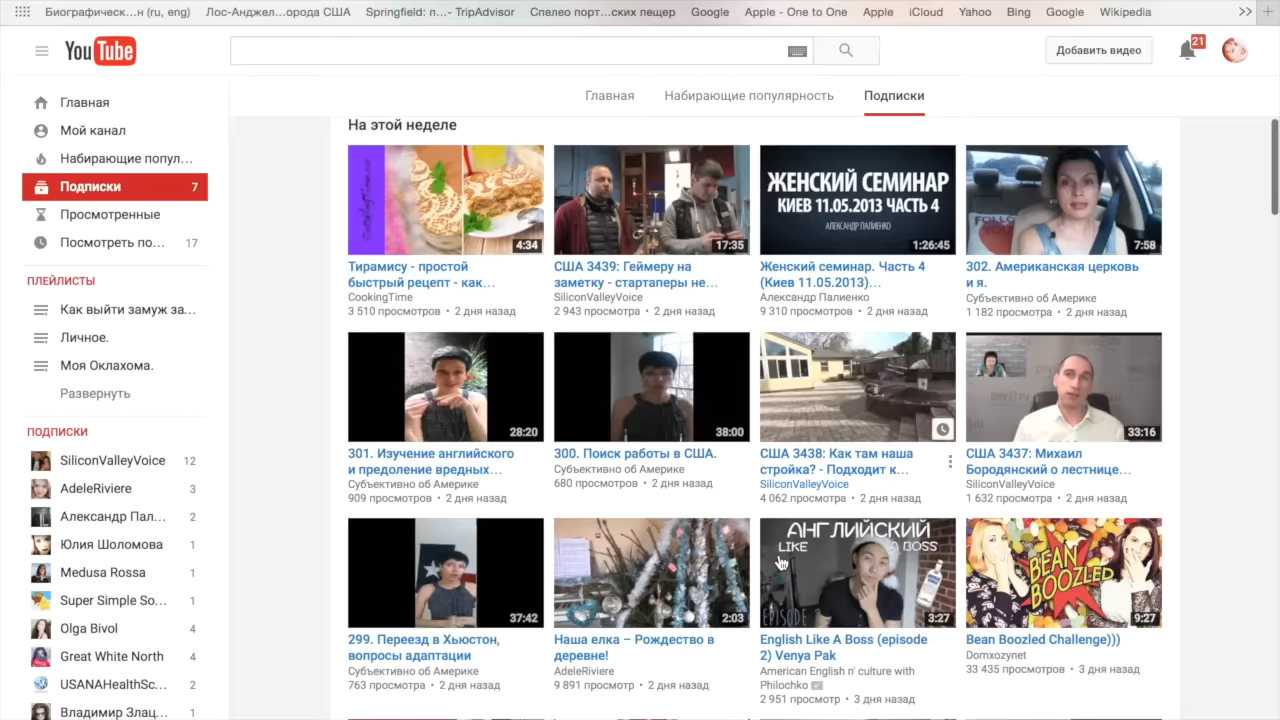 Биографическ...н (ru, eng) Лос-Анджел...орода США Springfield: п...- TripAdvisor Спелео порт...ских пещер Google Apple - One to One Apple iCloud Yahoo Bing Google Wikipedia
YouTube
Добавить видео
21
Главная
Набирающие популярность
Подписки
Главная
Мой канал
Набирающие попул...
Подписки 7
Просмотренные
Посмотреть по... 17
ПЛЕЙЛИСТЫ
Как выйти замуж за...
Личное.
Моя Оклахома.
Развернуть
ПОДПИСКИ
SiliconValleyVoice 12
AdeleRiviere 3
Александр Пал... 2
Юлия Шоломова 1
Medusa Rossa 1
Super Simple So... 1
Olga Bivol 4
Great White North 4
USANAHealthSc... 2
Владимир Злац... 1
На этой неделе
4:34
Тирамису - простой
быстрый рецепт - как...
CookingTime
3 510 просмотров • 2 дня назад
17:35
США 3439: Геймеру на
заметку - стартаперы не...
SiliconValleyVoice
2 943 просмотра • 2 дня назад
ЖЕНСКИЙ СЕМИНАР
КИЕВ 11.05.2013 ЧАСТЬ 4
АЛЕКСАНДР ПАЛИЕНКО
1:26:45
Женский семинар. Часть 4
(Киев 11.05.2013)...
Александр Палиенко
9 310 просмотров • 2 дня назад
FOLLO
7:58
302. Американская церковь
и я.
Субъективно об Америке
1 182 просмотра • 2 дня назад
28:20
301. Изучение английского
и предоление вредных...
Субъективно об Америке
909 просмотров • 2 дня назад
38:00
300. Поиск работы в США.
Субъективно об Америке
680 просмотров • 2 дня назад
США 3438: Как там наша
стройка? - Подходит к...
SiliconValleyVoice
4 062 просмотра • 2 дня назад
33:16
США 3437: Михаил
Бородянский о лестнице...
SiliconValleyVoice
1 632 просмотра • 2 дня назад
37:42
299. Переезд в Хьюстон,
вопросы адаптации
Субъективно об Америке
763 просмотра • 2 дня назад
2:03
Наша елка – Рождество в
деревне!
AdeleRiviere
9 891 просмотр • 2 дня назад
АНГЛИЙСКИЙ
LIKE A BOSS
EPISODE 2
3:27
English Like A Boss (episode
2) Venya Pak
American English n' culture with
Philochko
2 951 просмотр • 3 дня назад
BEAN
BOOZLED
9:27
Bean Boozled Challenge)))
Domxozynet
33 435 просмотров • 3 дня назад